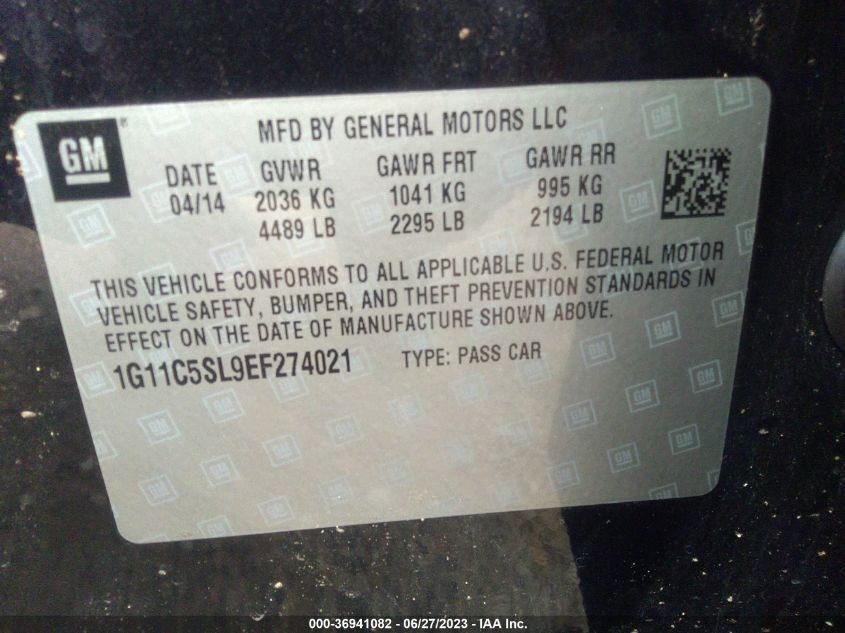 GM
MFD BY GENERAL MOTORS LLC
DATE GVWR GAWR FRT GAWR RR
04/14 2036 KG 1041 KG 995 KG
4489 LB 2295 LB 2194 LB
THIS VEHICLE CONFORMS TO ALL APPLICABLE U.S. FEDERAL MOTOR
VEHICLE SAFETY, BUMPER, AND THEFT PREVENTION STANDARDS IN
EFFECT ON THE DATE OF MANUFACTURE SHOWN ABOVE.
1G11C5SL9EF274021 TYPE: PASS CAR
000-36941082 - 06/27/2023 - IAA Inc.